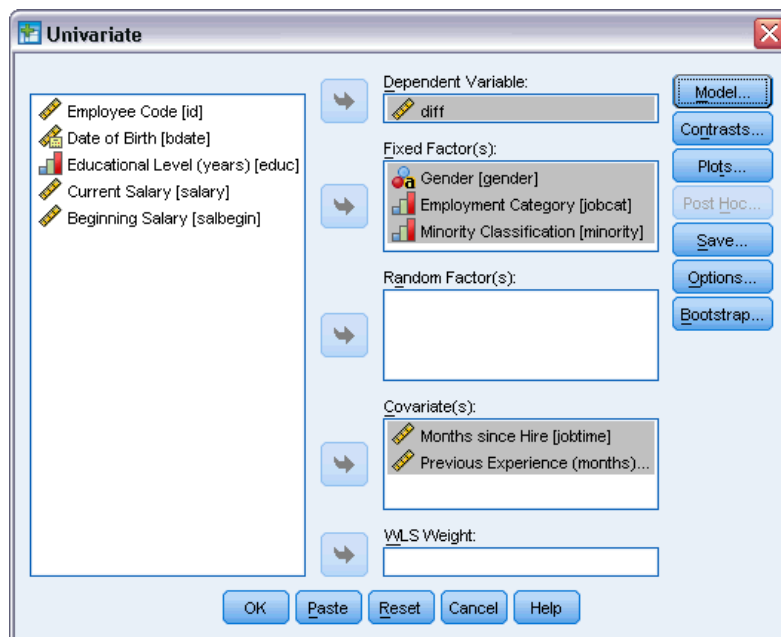 Univariate
Employee Code [id]
Date of Birth [bdate]
Educational Level (years) [educ]
Current Salary [salary]
Beginning Salary [salbegin]
Dependent Variable:
diff
Fixed Factor(s):
Gender [gender]
Employment Category [jobcat]
Minority Classification [minority]
Random Factor(s):
Covariate(s):
Months since Hire [jobtime]
Previous Experience (months)...
WLS Weight:
Model...
Contrasts...
Plots...
Post Hoc...
Save...
Options...
Bootstrap...
OK
Paste
Reset
Cancel
Help